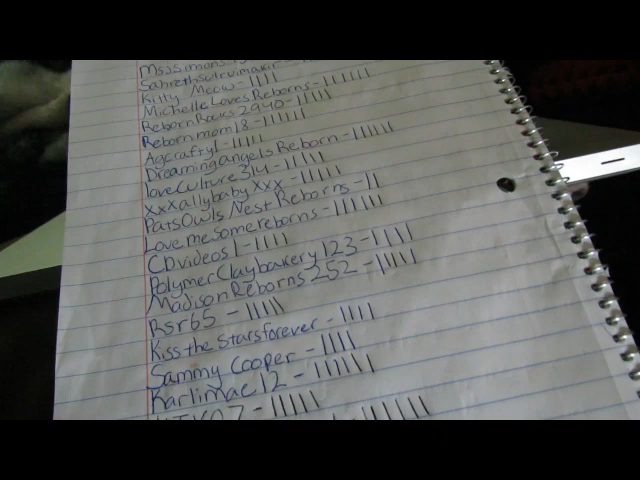 Kitty Meow - ||||
MichelleLovesReborns - ||||||
RebornRows2940 - |||||
Rebornmom18 - ||||||
Agcrafty1 - |||||
DreamingangelsReborn - ||||||
loveculture314 - |||||
xxxallybabyxxx - |||||
PatsOwlsNestReborns - ||
Lovemesomereborns - ||||||
CDvideos1 - ||||
PolymerClaybakery123 - ||||
MadisonReborns252 - |||||
Rsr65 - |||||
Kiss the Starsforever - ||||
Sammy Cooper - ||||
Karlimac12 - ||||||